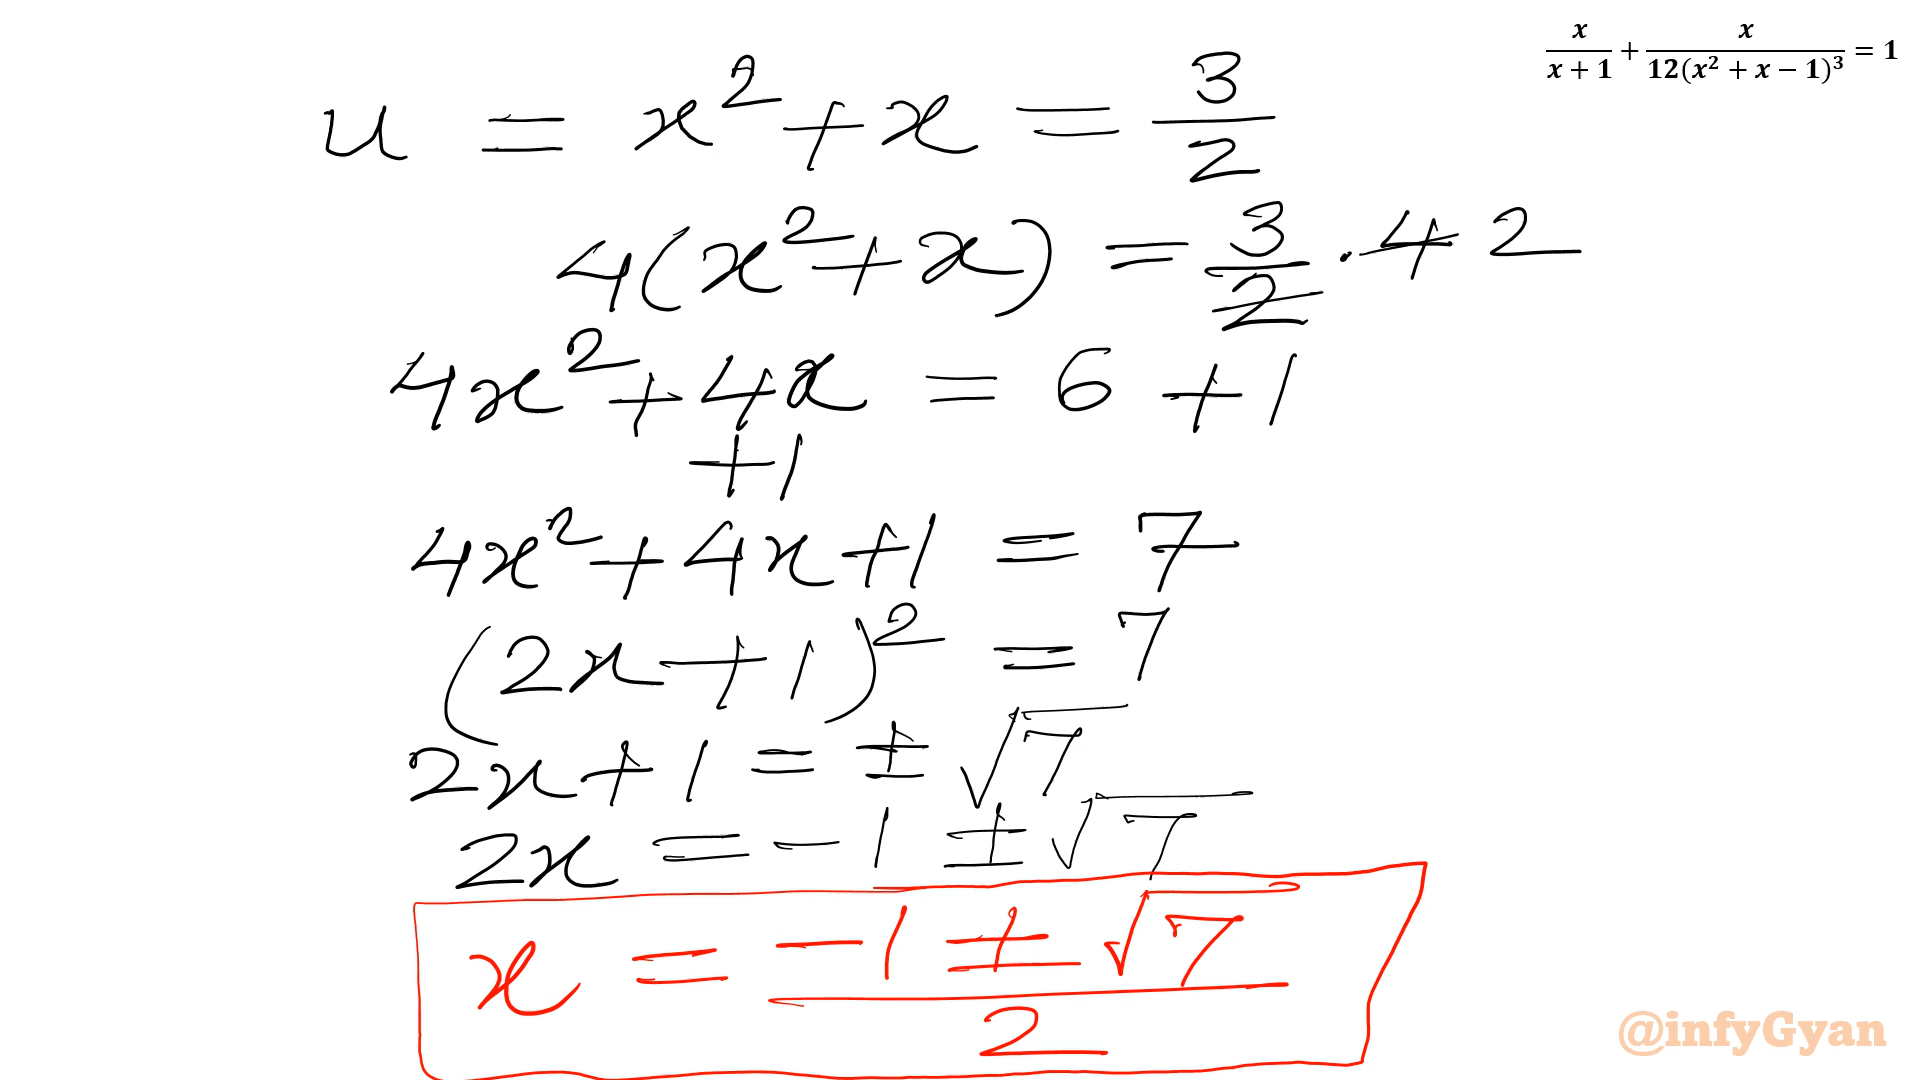 x/(x + 1) + x/(12(x² + x − 1)³) = 1
u = x² + x = 3/2
4(x² + x) = 3/2 · 4 2
4x² + 4x = 6 + 1
+1
4x² + 4x + 1 = 7
(2x + 1)² = 7
2x + 1 = ± √7
2x = −1 ± √7
x = (−1 ± √7)/2
@infyGyan